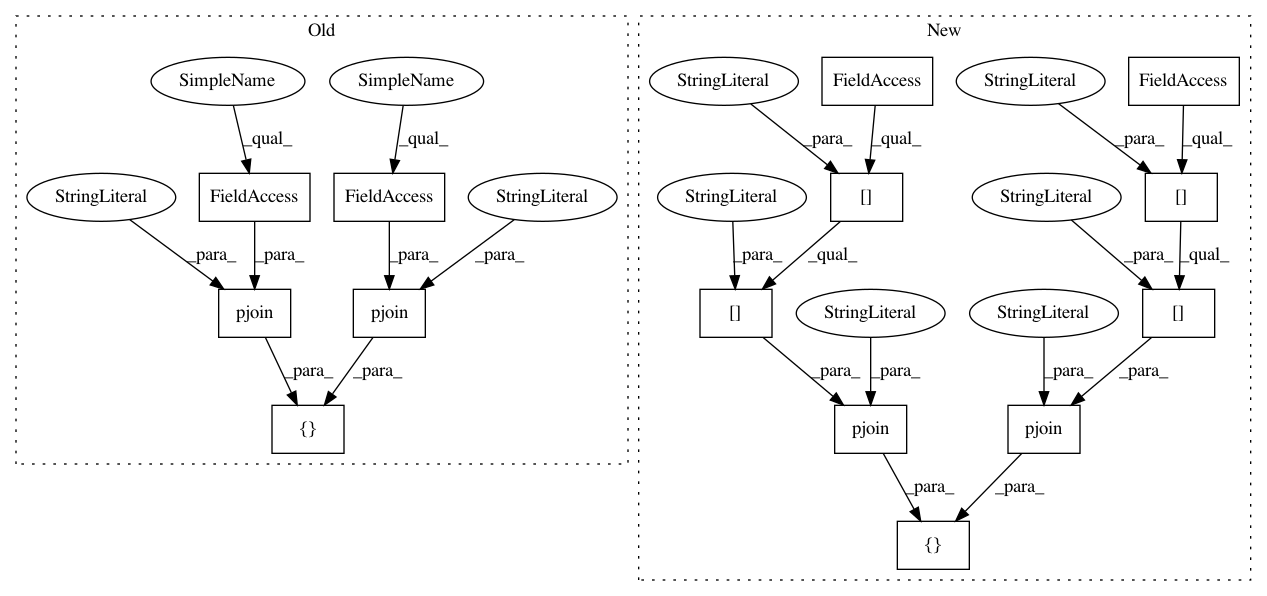 Old
New
SimpleName
SimpleName
StringLiteral
FieldAccess
StringLiteral
FieldAccess
_qual_
_qual_
_para_
_qual_
_para_
_qual_
StringLiteral
FieldAccess
FieldAccess
StringLiteral
StringLiteral
[]
StringLiteral
[]
_para_
_para_
_para_
_para_
_para_
_qual_
_para_
_qual_
pjoin
pjoin
[]
StringLiteral
StringLiteral
[]
_para_
_para_
_para_
_para_
_para_
_para_
{}
pjoin
pjoin
_para_
_para_
{}